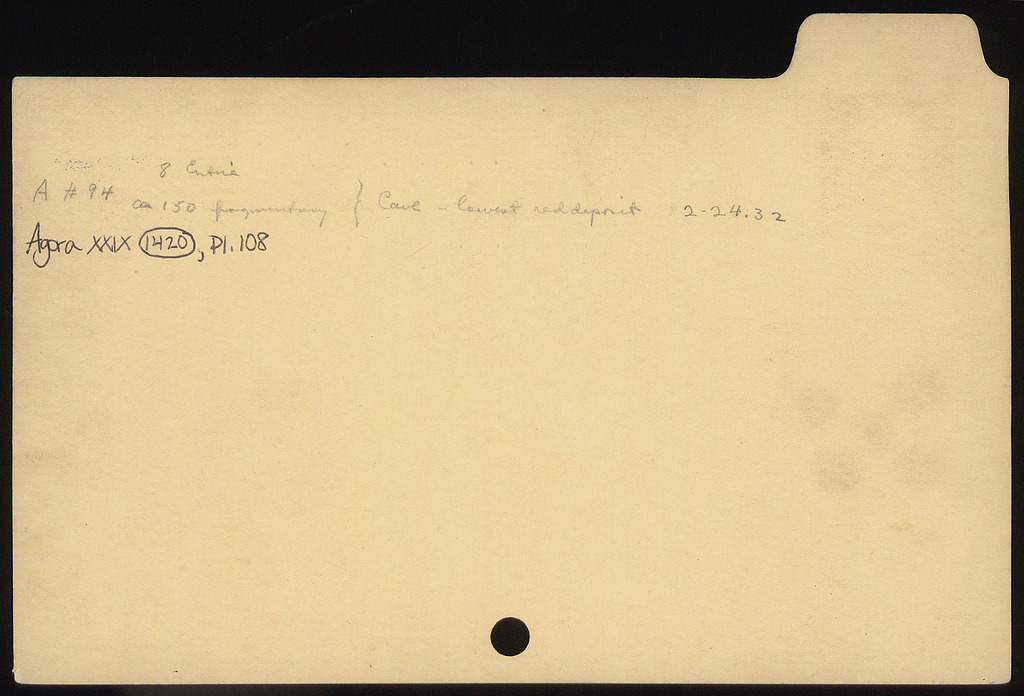 8 Entire
A # 94 ca 150 fragmentary } Cave - lowest red deposit 2-24.32
Agora XXIX 1420, Pl. 108